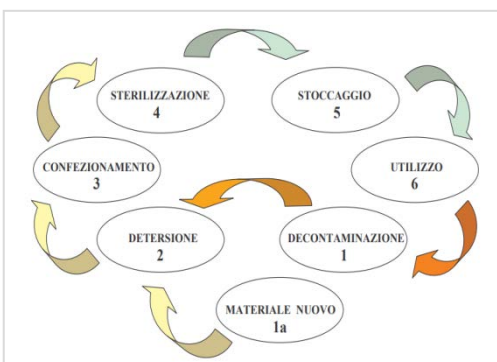 STERILIZZAZIONE
4
STOCCAGGIO
5
CONFEZIONAMENTO
3
UTILIZZO
6
DETERSIONE
2
DECONTAMINAZIONE
1
MATERIALE NUOVO
1a